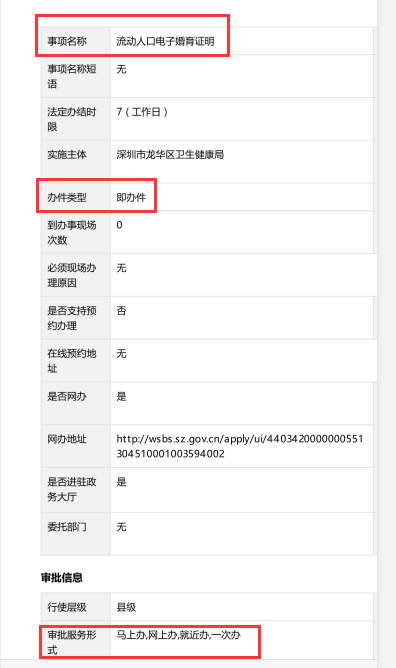 事项名称 流动人口电子婚育证明
事项名称短 无
语
法定办结时 7（工作日）
限
实施主体 深圳市龙华区卫生健康局
办件类型 即办件
到办事现场 0
次数
必须现场办 无
理原因
是否支持预 否
约办理
在线预约地 无
址
是否网办 是
网办地址 http://wsbs.sz.gov.cn/apply/ui/4403420000000551
304510001003594002
是否进驻政 是
务大厅
委托部门 无
审批信息
行使层级 县级
审批服务形 马上办,网上办,就近办,一次办
式